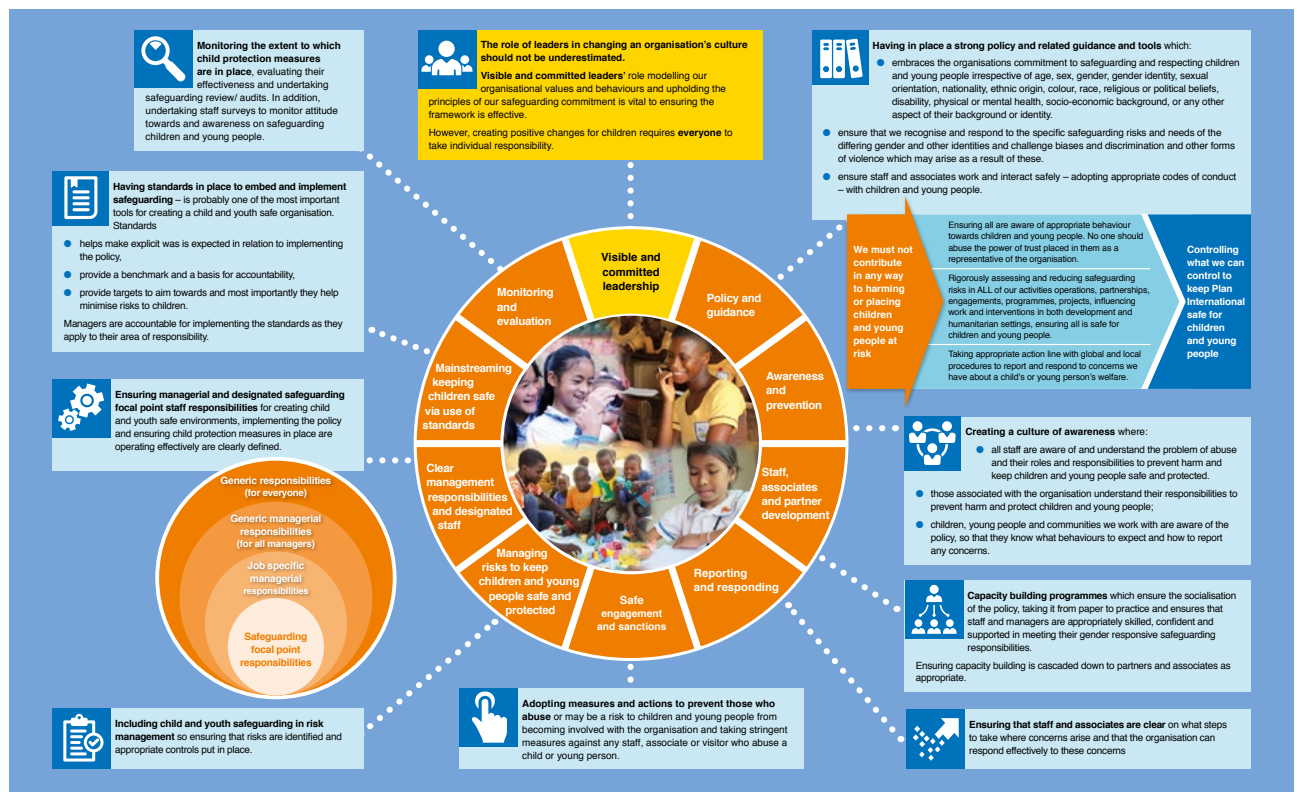 Monitoring the extent to which
child protection measures
are in place, evaluating their
effectiveness and undertaking
safeguarding review/ audits. In addition,
undertaking staff surveys to monitor attitude
towards and awareness on safeguarding
children and young people.
The role of leaders in changing an organisation's culture
should not be underestimated.
Visible and committed leaders' role modelling our
organisational values and behaviours and upholding the
principles of our safeguarding commitment is vital to ensuring the
framework is effective.
However, creating positive changes for children requires everyone to
take individual responsibility.
Having in place a strong policy and related guidance and tools which:
● embraces the organisations commitment to safeguarding and respecting children
and young people irrespective of age, sex, gender, gender identity, sexual
orientation, nationality, ethnic origin, colour, race, religious or political beliefs,
disability, physical or mental health, socio-economic background, or any other
aspect of their background or identity.
● ensure that we recognise and respond to the specific safeguarding risks and needs of the
differing gender and other identities and challenge biases and discrimination and other forms
of violence which may arise as a result of these.
● ensure staff and associates work and interact safely – adopting appropriate codes of conduct
– with children and young people.
We must not
contribute
in any way
to harming
or placing
children
and young
people at
risk
Ensuring all are aware of appropriate behaviour
towards children and young people. No one should
abuse the power of trust placed in them as a
representative of the organisation.
Rigorously assessing and reducing safeguarding
risks in ALL of our activities operations, partnerships,
engagements, programmes, projects, influencing
work and interventions in both development and
humanitarian settings, ensuring all is safe for
children and young people.
Taking appropriate action line with global and local
procedures to report and respond to concerns we
have about a child's or young person's welfare.
Controlling
what we can
control to
keep Plan
International
safe for
children
and young
people
Having standards in place to embed and implement
safeguarding – is probably one of the most important
tools for creating a child and youth safe organisation.
Standards
● helps make explicit was is expected in relation to implementing
the policy,
● provide a benchmark and a basis for accountability,
● provide targets to aim towards and most importantly they help
minimise risks to children.
Managers are accountable for implementing the standards as they
apply to their area of responsibility.
Ensuring managerial and designated safeguarding
focal point staff responsibilities for creating child
and youth safe environments, implementing the policy
and ensuring child protection measures in place are
operating effectively are clearly defined.
Generic responsibilities
(for everyone)
Generic managerial
responsibilities
(for all managers)
Job specific
managerial
responsibilities
Safeguarding
focal point
responsibilities
Visible and
committed
leadership
Policy and
guidance
Awareness
and
prevention
Staff,
associates
and partner
development
Reporting
and responding
Safe
engagement
and sanctions
Managing
risks to keep
children and young
people safe and
protected
Clear
management
responsibilities
and designated
staff
Mainstreaming
keeping
children safe
via use of
standards
Monitoring
and
evaluation
Creating a culture of awareness where:
● all staff are aware of and understand the problem of abuse
and their roles and responsibilities to prevent harm and
keep children and young people safe and protected.
● those associated with the organisation understand their responsibilities to
prevent harm and protect children and young people;
● children, young people and communities we work with are aware of the
policy, so that they know what behaviours to expect and how to report
any concerns.
Capacity building programmes which ensure the socialisation
of the policy, taking it from paper to practice and ensures that
staff and managers are appropriately skilled, confident and
supported in meeting their gender responsive safeguarding
responsibilities.
Ensuring capacity building is cascaded down to partners and associates as
appropriate.
Including child and youth safeguarding in risk
management so ensuring that risks are identified and
appropriate controls put in place.
Adopting measures and actions to prevent those who
abuse or may be a risk to children and young people from
becoming involved with the organisation and taking stringent
measures against any staff, associate or visitor who abuse a
child or young person.
Ensuring that staff and associates are clear on what steps
to take where concerns arise and that the organisation can
respond effectively to these concerns